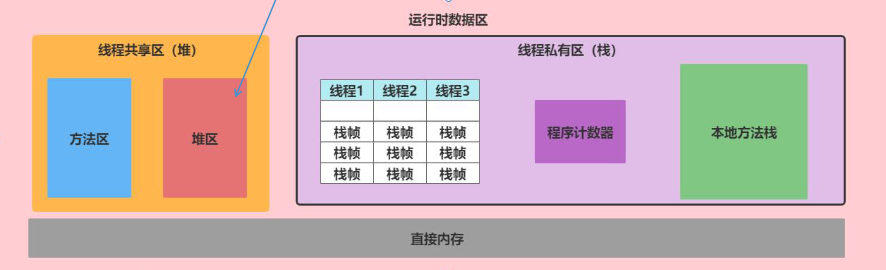 运行时数据区
线程共享区（堆）
方法区
堆区
线程私有区（栈）
线程1 线程2 线程3
栈帧 栈帧 栈帧
栈帧 栈帧 栈帧
栈帧 栈帧 栈帧
程序计数器
本地方法栈
直接内存